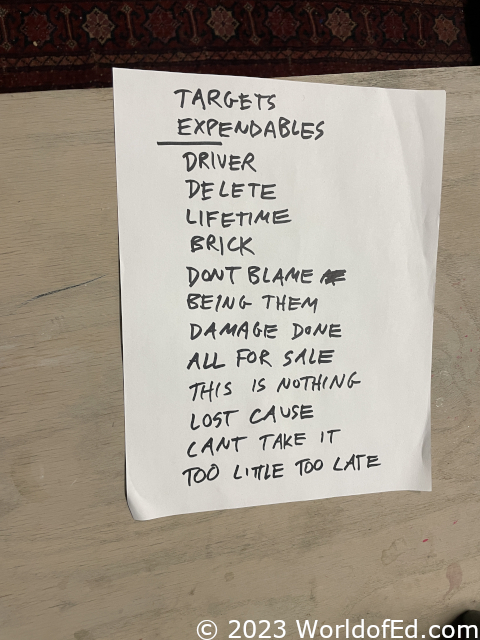 TARGETS
EXPENDABLES
DRIVER
DELETE
LIFETIME
BRICK
DONT BLAME
BEING THEM
DAMAGE DONE
ALL FOR SALE
THIS IS NOTHING
LOST CAUSE
CANT TAKE IT
TOO LITTLE TOO LATE
© 2023 WorldofEd.com